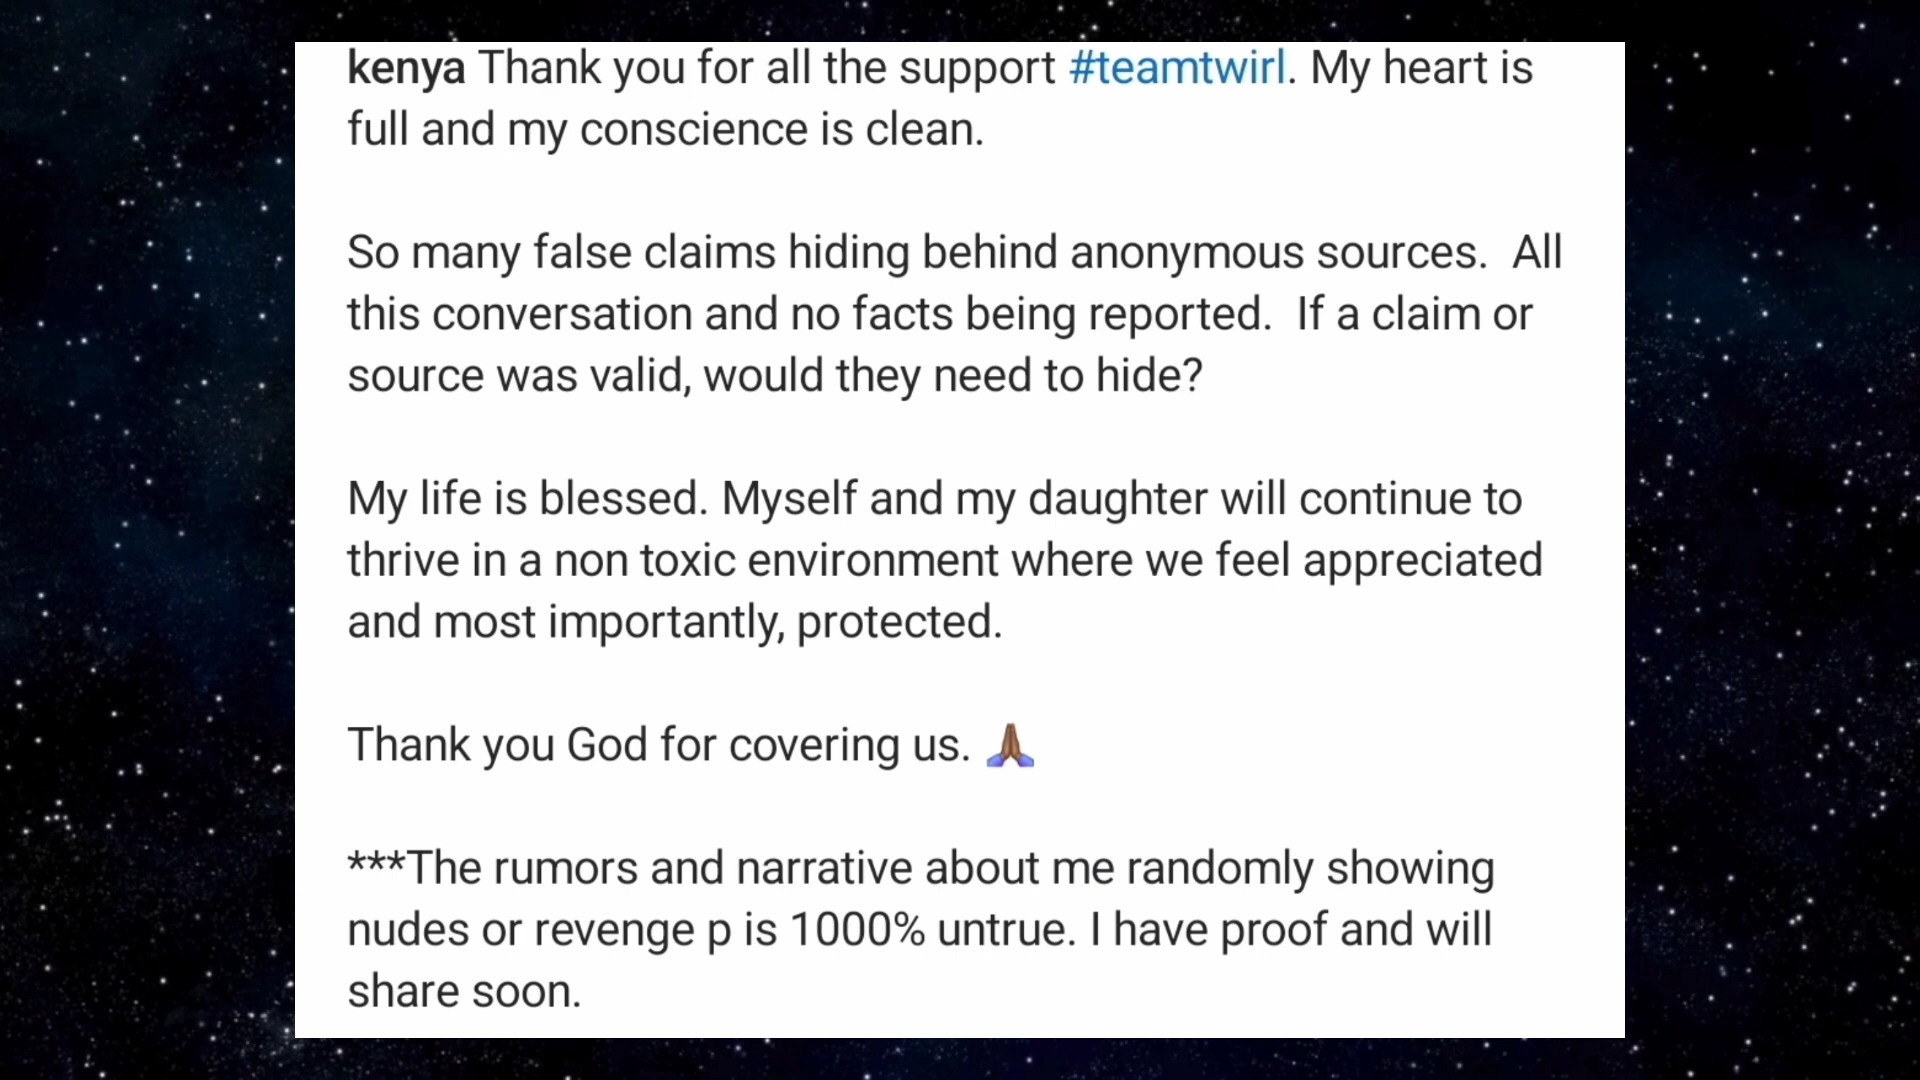 kenya Thank you for all the support #teamtwirl. My heart is
full and my conscience is clean.
So many false claims hiding behind anonymous sources.  All
this conversation and no facts being reported.  If a claim or
source was valid, would they need to hide?
My life is blessed. Myself and my daughter will continue to
thrive in a non toxic environment where we feel appreciated
and most importantly, protected.
Thank you God for covering us. 🙏🏾
***The rumors and narrative about me randomly showing
nudes or revenge p is 1000% untrue. I have proof and will
share soon.